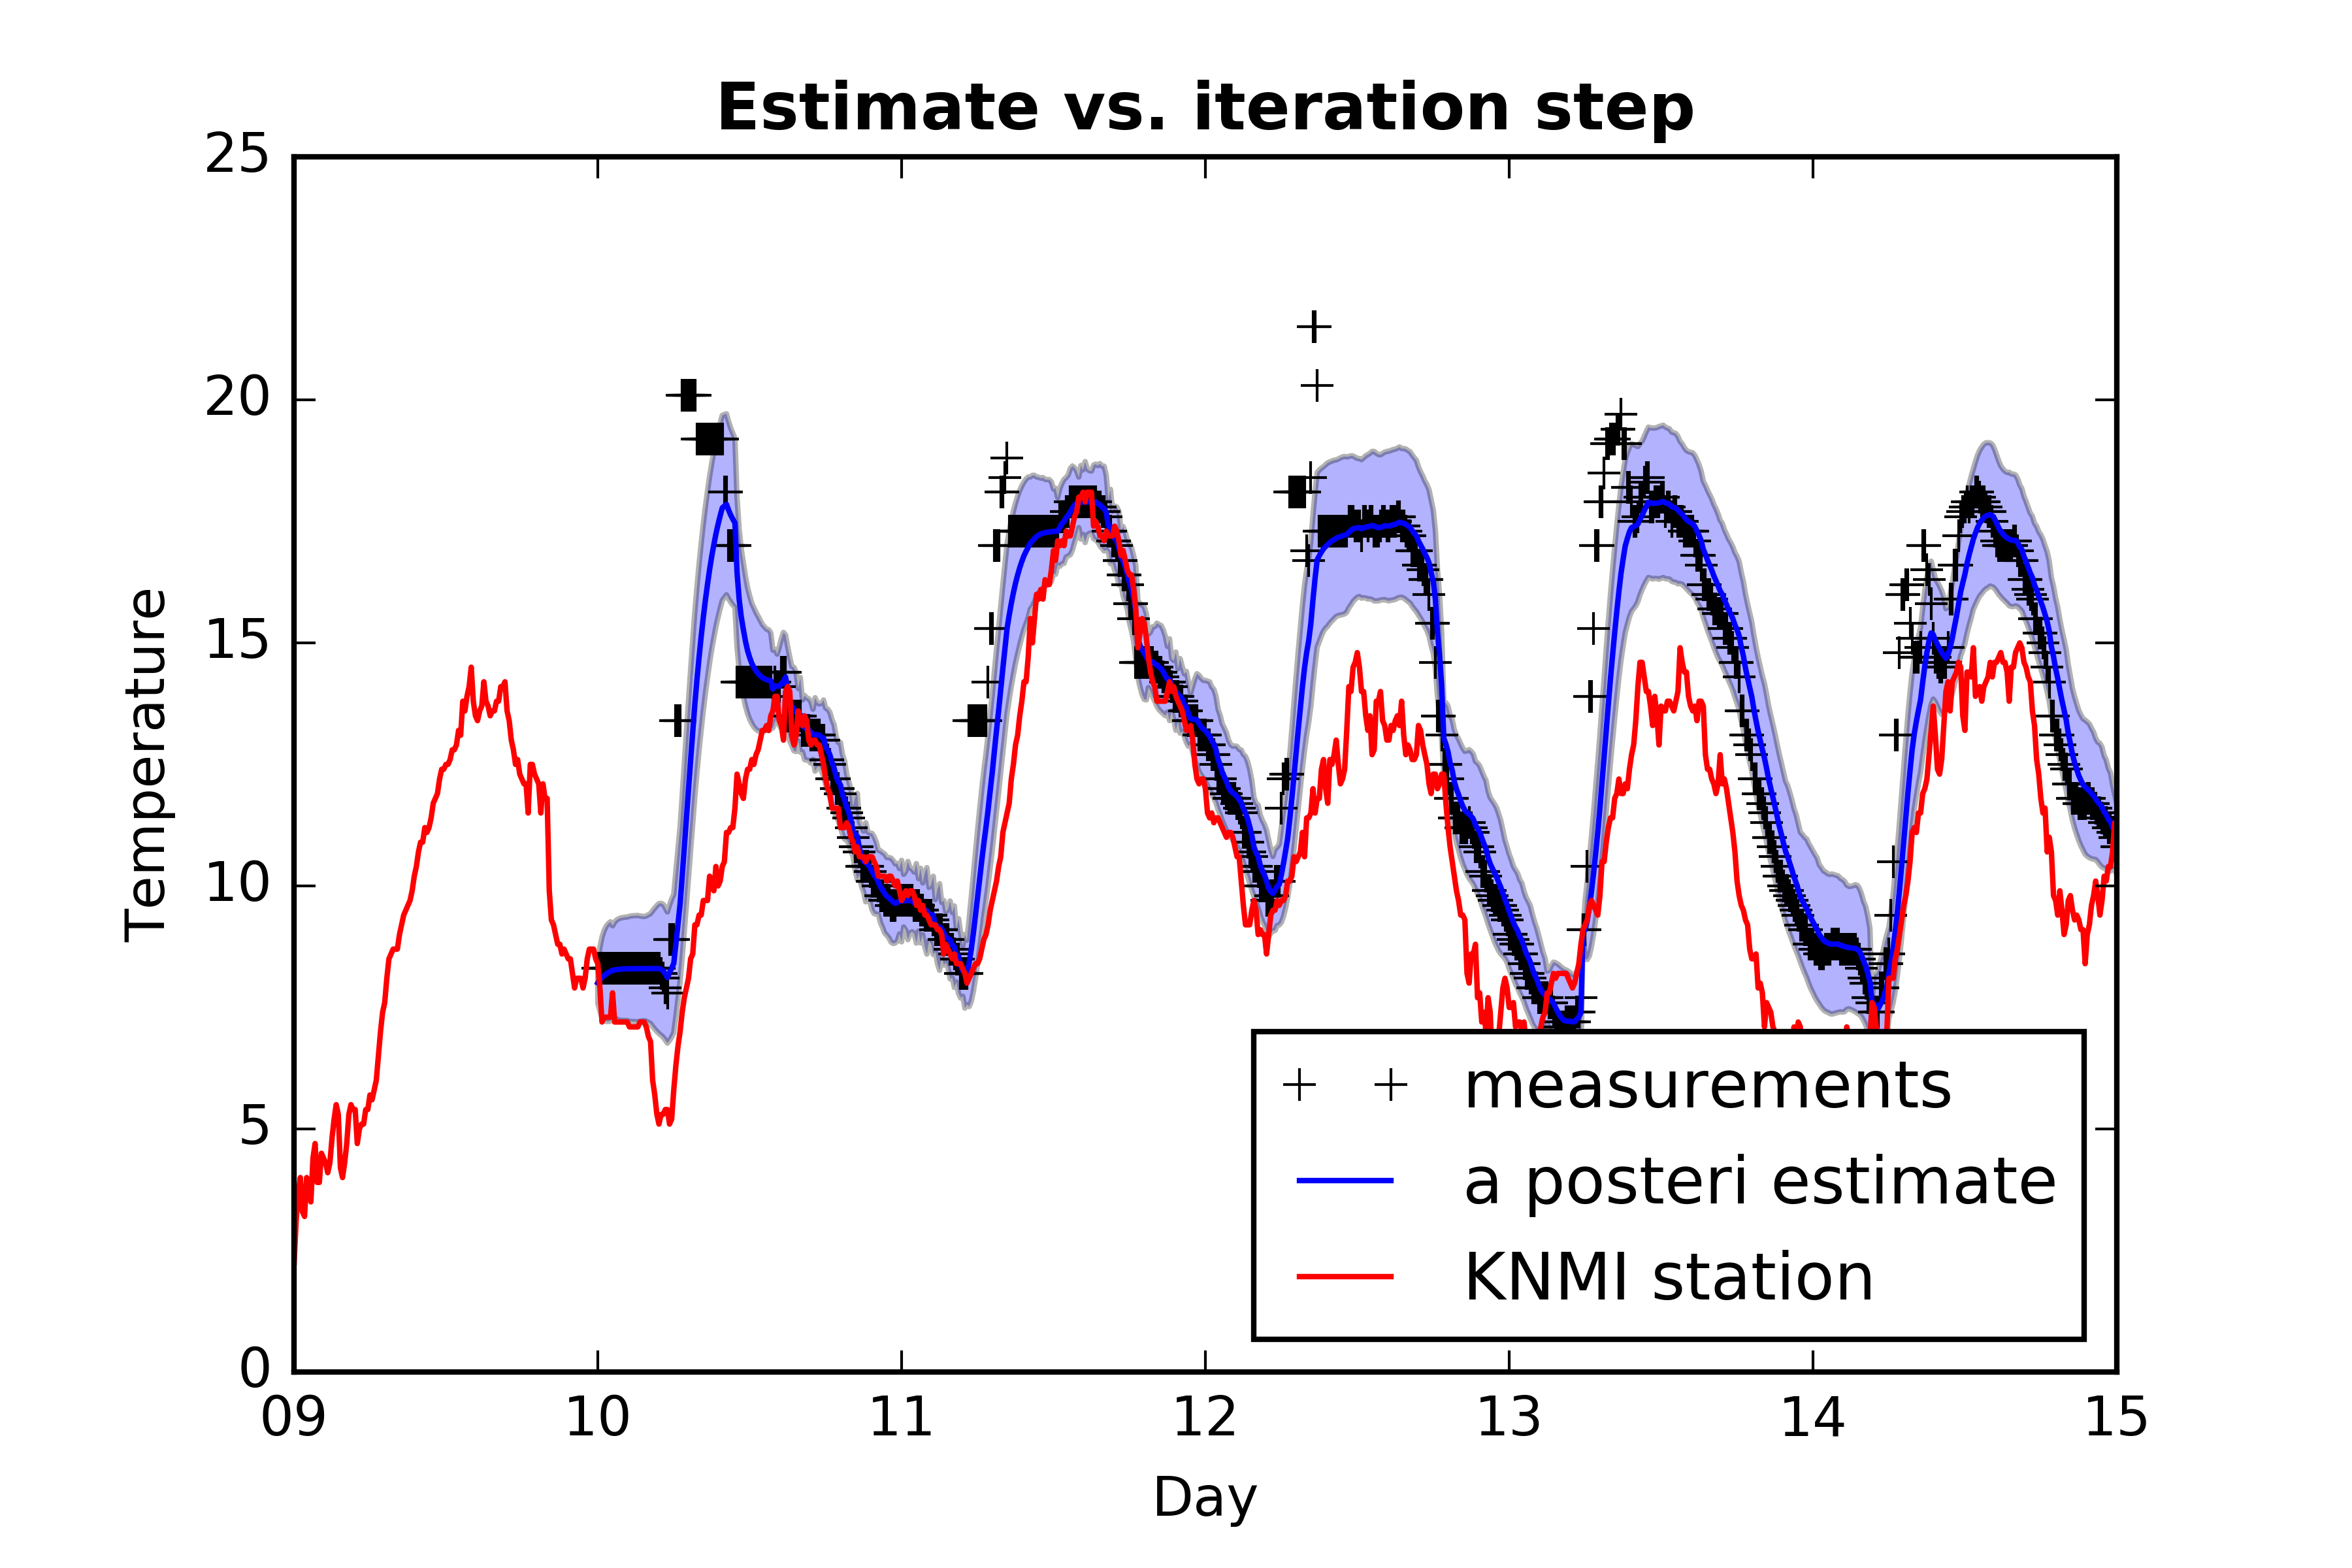 Estimate vs. iteration step
25
20
15
10
5
0
Temperature
measurements
a posteri estimate
KNMI station
09 10 11 12 13 14 15
Day